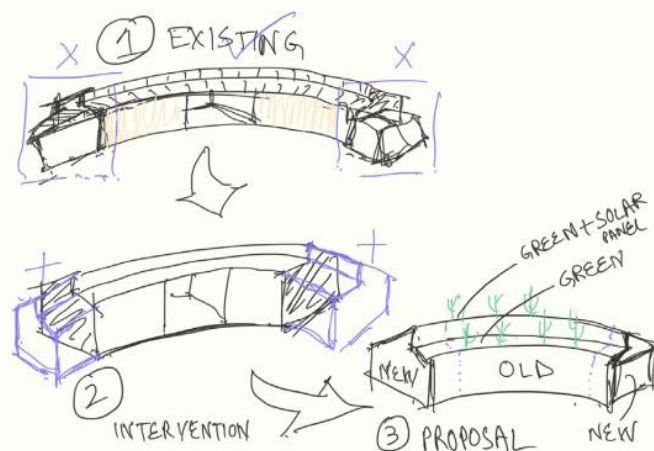 1 EXISTING
X X
+ +
2
INTERVENTION
GREEN + SOLAR
PANEL
GREEN
NEW OLD
NEW
3 PROPOSAL